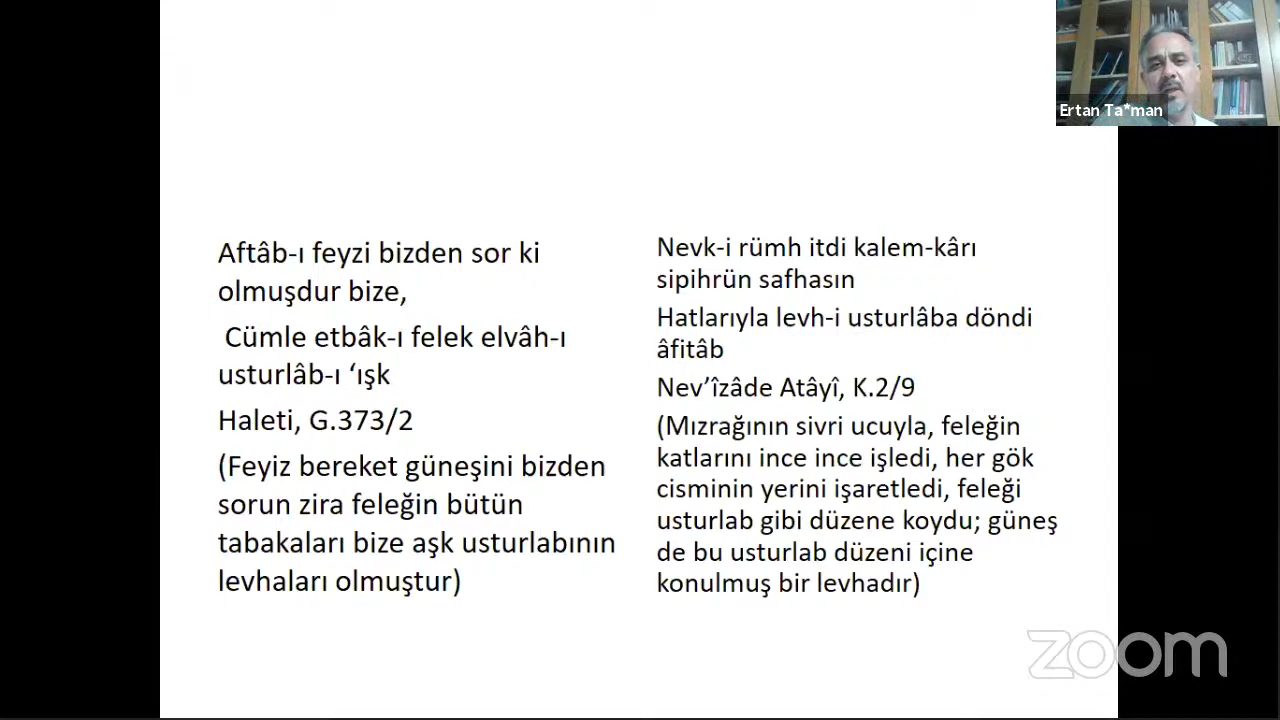 Ertan Ta*man
Aftâb-ı feyzi bizden sor ki
olmuşdur bize,
Cümle etbâk-ı felek elvâh-ı
usturlâb-ı ‘ışk
Haleti, G.373/2
(Feyiz bereket güneşini bizden
sorun zira feleğin bütün
tabakaları bize aşk usturlabının
levhaları olmuştur)
Nevk-i rümh itdi kalem-kârı
sipihrün safhasın
Hatlarıyla levh-i usturlâba döndi
âfitâb
Nev’îzâde Atâyî, K.2/9
(Mızrağının sivri ucuyla, feleğin
katlarını ince ince işledi, her gök
cisminin yerini işaretledi, feleği
usturlab gibi düzene koydu; güneş
de bu usturlab düzeni içine
konulmuş bir levhadır)
zoom